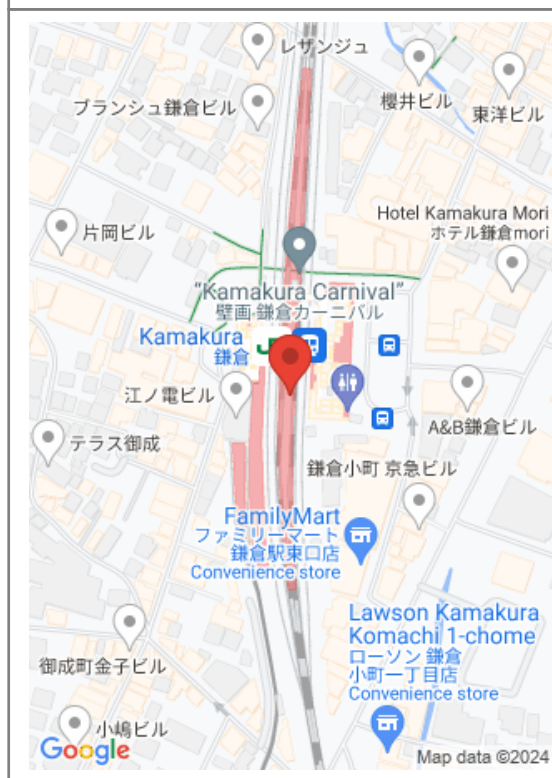 レザンジュ
ブランシュ鎌倉ビル
櫻井ビル
東洋ビル
片岡ビル
Hotel Kamakura Mori
ホテル鎌倉mori
“Kamakura Carnival”
壁画 鎌倉カーニバル
Kamakura
鎌倉
江ノ電ビル
A&B鎌倉ビル
テラス御成
鎌倉小町 京急ビル
FamilyMart
ファミリーマート
鎌倉駅東口店
Convenience store
Lawson Kamakura
Komachi 1-chome
ローソン 鎌倉
小町一丁目店
Convenience store
御成町金子ビル
小嶋ビル
Google
Map data ©2024